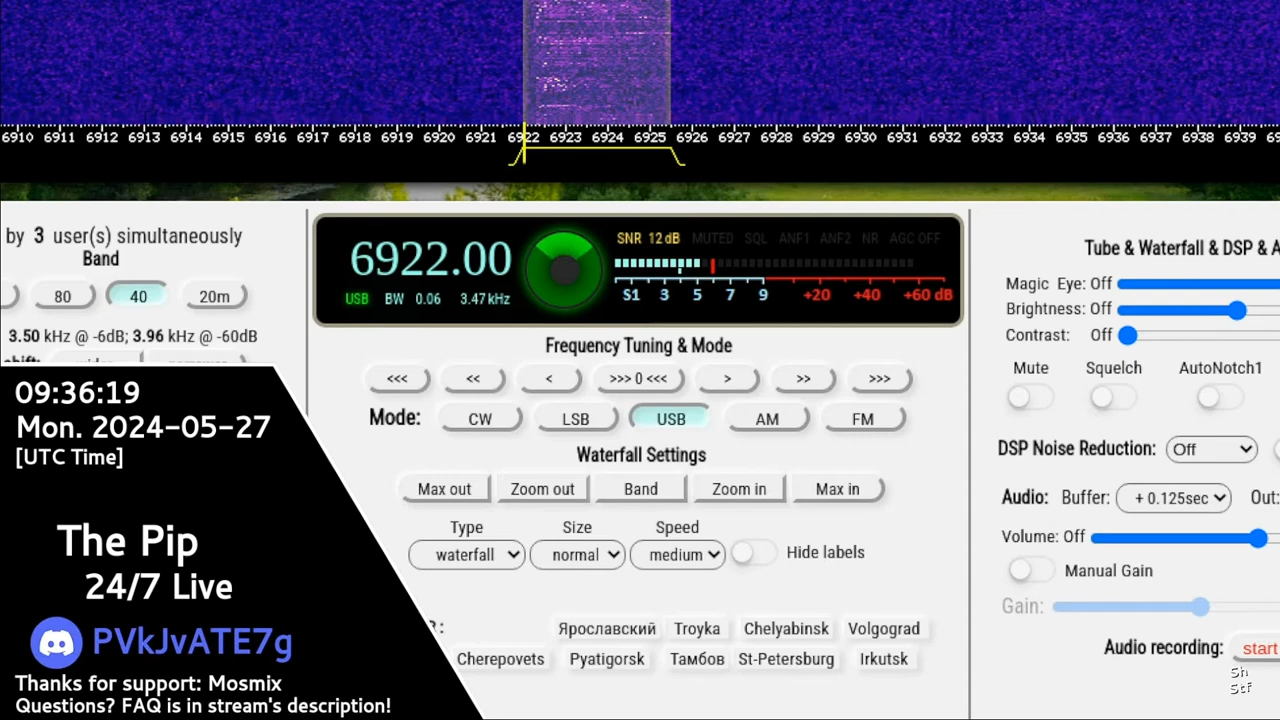 6910 6911 6912 6913 6914 6915 6916 6917 6918 6919 6920 6921 6922 6923 6924 6925 6926 6927 6928 6929 6930 6931 6932 6933 6934 6935 6936 6937 6938 6939
by 3 user(s) simultaneously
Band
80 40 20m
3.50 kHz @ -6dB; 3.96 kHz @ -60dB
6922.00
USB BW 0.06 3.47 kHz
SNR 12 dB MUTED SQL ANF1 ANF2 NR AGC OFF
S1 3 5 7 9 +20 +40 +60 dB
Frequency Tuning & Mode
<<< << < >>> 0 <<< > >> >>>
Mode: CW LSB USB AM FM
Waterfall Settings
Max out Zoom out Band Zoom in Max in
Type Size Speed
waterfall normal medium Hide labels
Ярославский Troyka Chelyabinsk Volgograd
Cherepovets Pyatigorsk Тамбов St-Petersburg Irkutsk
Tube & Waterfall & DSP & A
Magic Eye: Off
Brightness: Off
Contrast: Off
Mute Squelch AutoNotch1
DSP Noise Reduction: Off
Audio: Buffer: + 0.125sec Out:
Volume: Off
Manual Gain
Gain:
Audio recording: start
Sh
Stf
09:36:19
Mon. 2024-05-27
[UTC Time]
The Pip
24/7 Live
PVkJvATE7g
Thanks for support: Mosmix
Questions? FAQ is in stream's description!